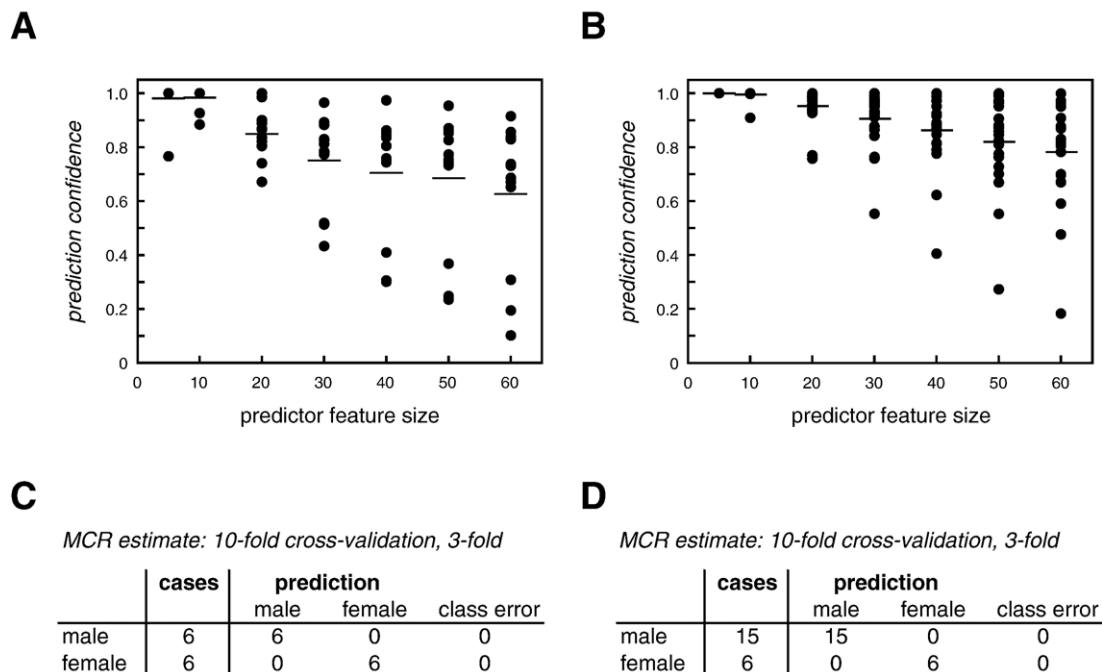 A
prediction confidence
1.0
0.8
0.6
0.4
0.2
0
0 10 20 30 40 50 60
predictor feature size
B
prediction confidence
1.0
0.8
0.6
0.4
0.2
0
0 10 20 30 40 50 60
predictor feature size
C
MCR estimate: 10-fold cross-validation, 3-fold
cases prediction
male female class error
male 6 6 0 0
female 6 0 6 0
D
MCR estimate: 10-fold cross-validation, 3-fold
cases prediction
male female class error
male 15 15 0 0
female 6 0 6 0